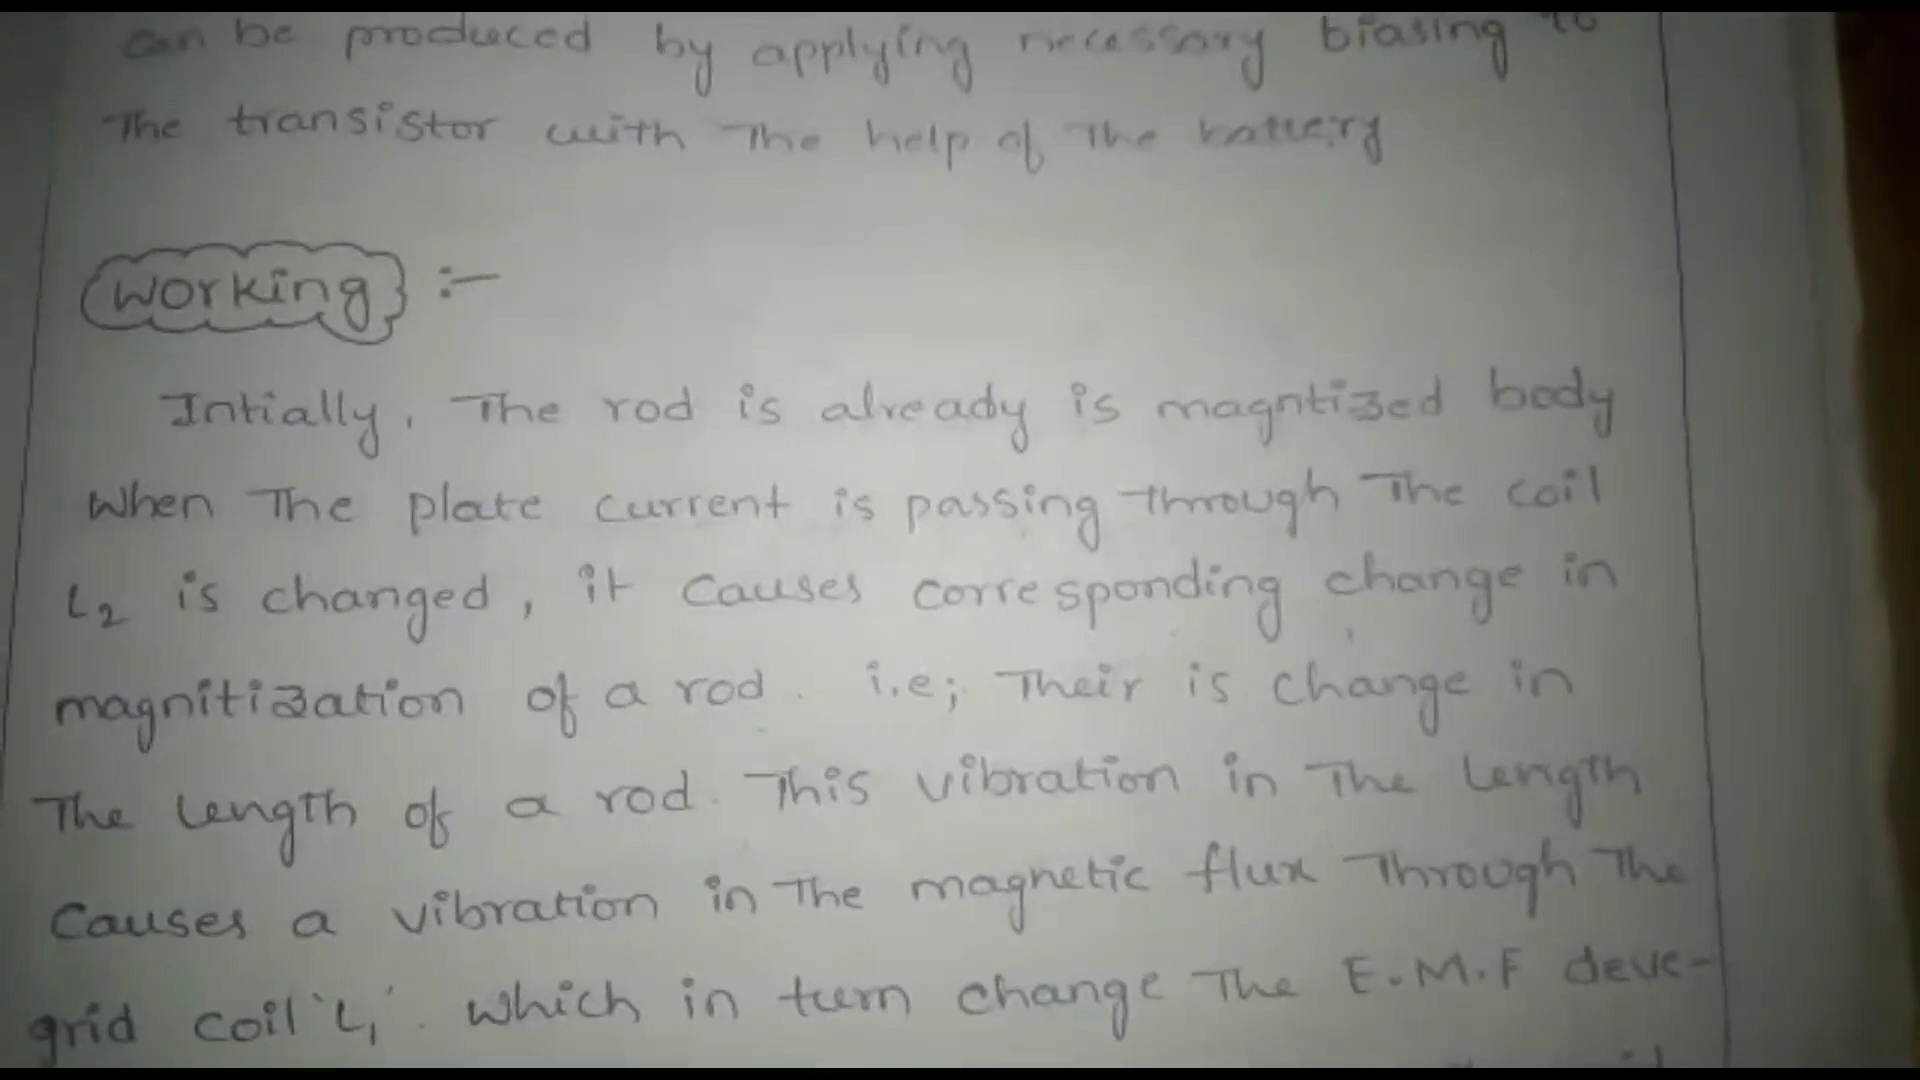 can be produced by applying necessary biasing to
The transistor with The help of The battery
Working :-
Intially, The rod is already is magntized body
When The plate current is passing through The coil
L2 is changed, it causes corresponding change in
magnitization of a rod. i.e; Their is change in
The length of a rod. This vibration in The length
Causes a vibration in The magnetic flux Through The
grid coil 'L1'. which in turn change The E.M.F deve-